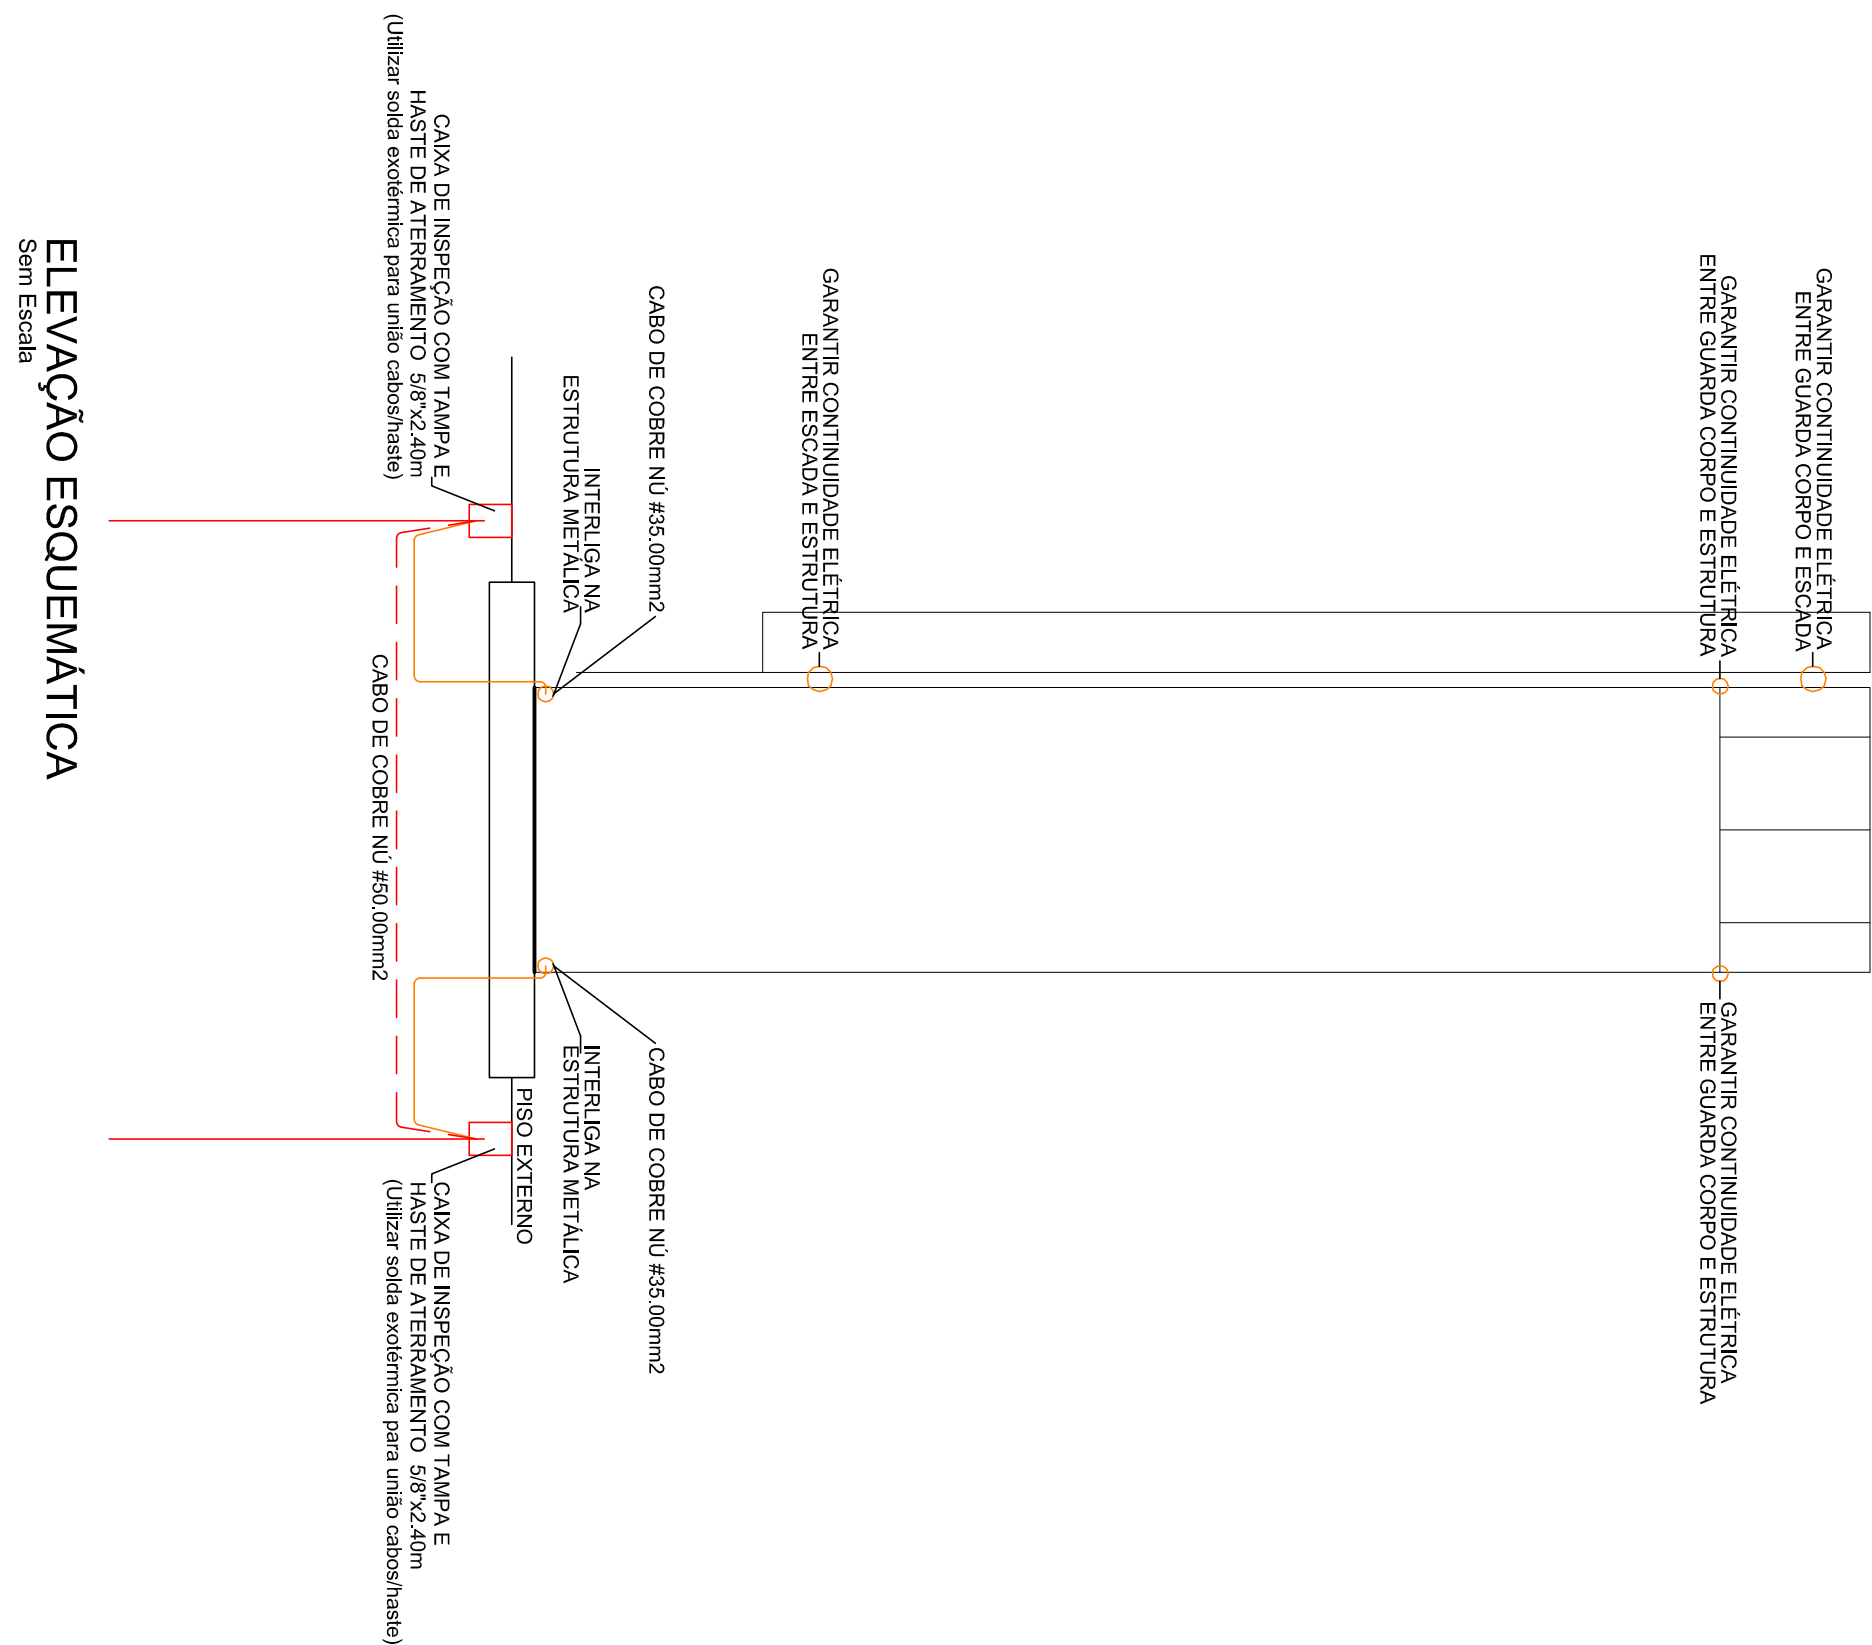 GARANTIR CONTINUIDADE ELÉTRICA
ENTRE GUARDA CORPO E ESCADA
GARANTIR CONTINUIDADE ELÉTRICA
ENTRE GUARDA CORPO E ESTRUTURA
GARANTIR CONTINUIDADE ELÉTRICA
ENTRE GUARDA CORPO E ESTRUTURA
GARANTIR CONTINUIDADE ELÉTRICA
ENTRE ESCADA E ESTRUTURA
CABO DE COBRE NÚ #35.00mm2
CABO DE COBRE NÚ #35.00mm2
INTERLIGA NA
ESTRUTURA METÁLICA
INTERLIGA NA
ESTRUTURA METÁLICA
PISO EXTERNO
CAIXA DE INSPEÇÃO COM TAMPA E
HASTE DE ATERRAMENTO 5/8"x2.40m
(Utilizar solda exotérmica para união cabos/haste)
CAIXA DE INSPEÇÃO COM TAMPA E
HASTE DE ATERRAMENTO 5/8"x2.40m
(Utilizar solda exotérmica para união cabos/haste)
CABO DE COBRE NÚ #50.00mm2
ELEVAÇÃO ESQUEMÁTICA
Sem Escala